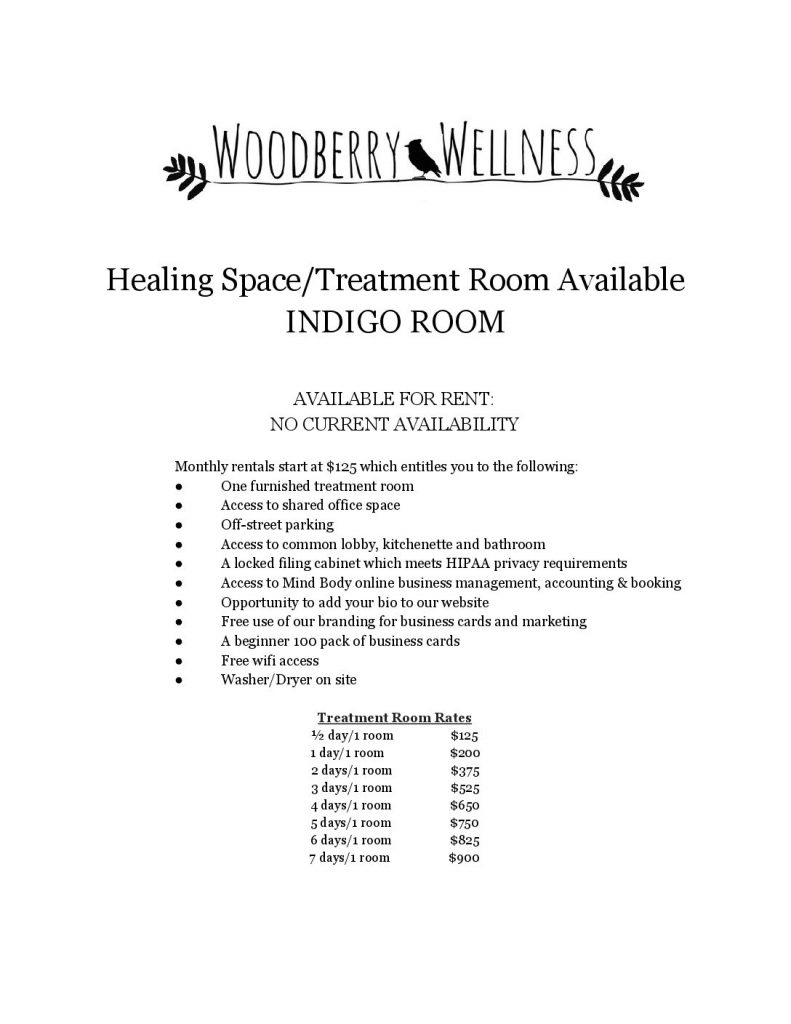 WOODBERRY WELLNESS
Healing Space/Treatment Room Available
INDIGO ROOM
AVAILABLE FOR RENT:
NO CURRENT AVAILABILITY
Monthly rentals start at $125 which entitles you to the following:
● One furnished treatment room
● Access to shared office space
● Off-street parking
● Access to common lobby, kitchenette and bathroom
● A locked filing cabinet which meets HIPAA privacy requirements
● Access to Mind Body online business management, accounting & booking
● Opportunity to add your bio to our website
● Free use of our branding for business cards and marketing
● A beginner 100 pack of business cards
● Free wifi access
● Washer/Dryer on site
Treatment Room Rates
½ day/1 room $125
1 day/1 room $200
2 days/1 room $375
3 days/1 room $525
4 days/1 room $650
5 days/1 room $750
6 days/1 room $825
7 days/1 room $900